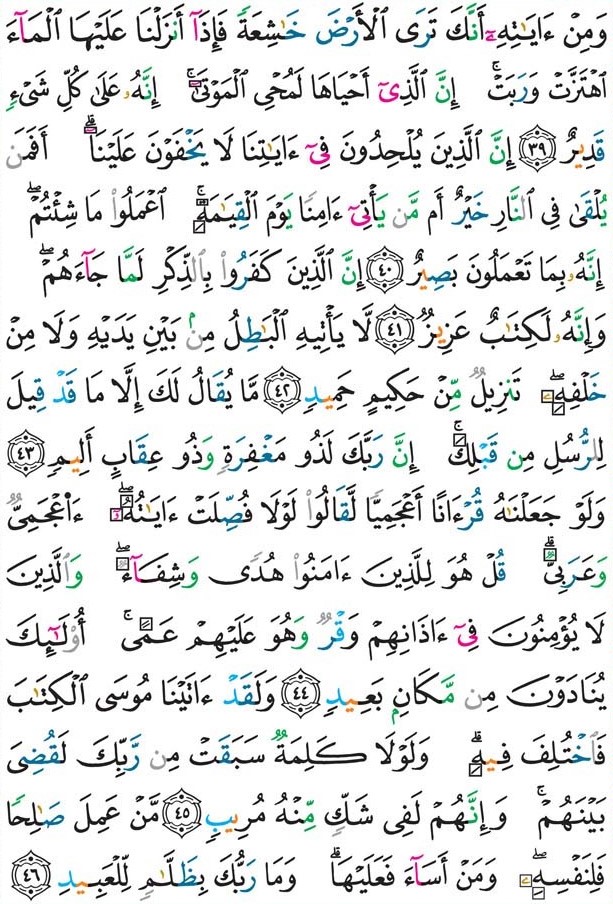 وَمِنْ ءَايَٰتِهِۦٓ أَنَّكَ تَرَى ٱلْأَرْضَ خَٰشِعَةً فَإِذَآ أَنزَلْنَا عَلَيْهَا ٱلْمَآءَ
ٱهْتَزَّتْ وَرَبَتْ ۚ إِنَّ ٱلَّذِىٓ أَحْيَاهَا لَمُحْىِ ٱلْمَوْتَىٰٓ ۚ إِنَّهُۥ عَلَىٰ كُلِّ شَىْءٍ
قَدِيرٌ ٣٩ إِنَّ ٱلَّذِينَ يُلْحِدُونَ فِىٓ ءَايَٰتِنَا لَا يَخْفَوْنَ عَلَيْنَآ ۗ أَفَمَن
يُلْقَىٰ فِى ٱلنَّارِ خَيْرٌ أَم مَّن يَأْتِىٓ ءَامِنًا يَوْمَ ٱلْقِيَٰمَةِ ۚ ٱعْمَلُوا۟ مَا شِئْتُمْ ۖ
إِنَّهُۥ بِمَا تَعْمَلُونَ بَصِيرٌ ٤٠ إِنَّ ٱلَّذِينَ كَفَرُوا۟ بِٱلذِّكْرِ لَمَّا جَآءَهُمْ ۖ
وَإِنَّهُۥ لَكِتَٰبٌ عَزِيزٌ ٤١ لَّا يَأْتِيهِ ٱلْبَٰطِلُ مِنۢ بَيْنِ يَدَيْهِ وَلَا مِنْ
خَلْفِهِۦ ۖ تَنزِيلٌ مِّنْ حَكِيمٍ حَمِيدٍ ٤٢ مَّا يُقَالُ لَكَ إِلَّا مَا قَدْ قِيلَ
لِلرُّسُلِ مِن قَبْلِكَ ۚ إِنَّ رَبَّكَ لَذُو مَغْفِرَةٍ وَذُو عِقَابٍ أَلِيمٍ ٤٣
وَلَوْ جَعَلْنَٰهُ قُرْءَانًا أَعْجَمِيًّا لَّقَالُوا۟ لَوْلَا فُصِّلَتْ ءَايَٰتُهُۥٓ ۖ ءَا۬عْجَمِىٌّ
وَعَرَبِىٌّ ۗ قُلْ هُوَ لِلَّذِينَ ءَامَنُوا۟ هُدًى وَشِفَآءٌ ۖ وَٱلَّذِينَ
لَا يُؤْمِنُونَ فِىٓ ءَاذَانِهِمْ وَقْرٌ وَهُوَ عَلَيْهِمْ عَمًى ۚ أُو۟لَٰٓئِكَ
يُنَادَوْنَ مِن مَّكَانٍۭ بَعِيدٍ ٤٤ وَلَقَدْ ءَاتَيْنَا مُوسَى ٱلْكِتَٰبَ
فَٱخْتُلِفَ فِيهِ ۗ وَلَوْلَا كَلِمَةٌ سَبَقَتْ مِن رَّبِّكَ لَقُضِىَ
بَيْنَهُمْ ۚ وَإِنَّهُمْ لَفِى شَكٍّ مِّنْهُ مُرِيبٍ ٤٥ مَّنْ عَمِلَ صَٰلِحًا
فَلِنَفْسِهِۦ ۖ وَمَنْ أَسَآءَ فَعَلَيْهَا ۗ وَمَا رَبُّكَ بِظَلَّٰمٍ لِّلْعَبِيدِ ٤٦